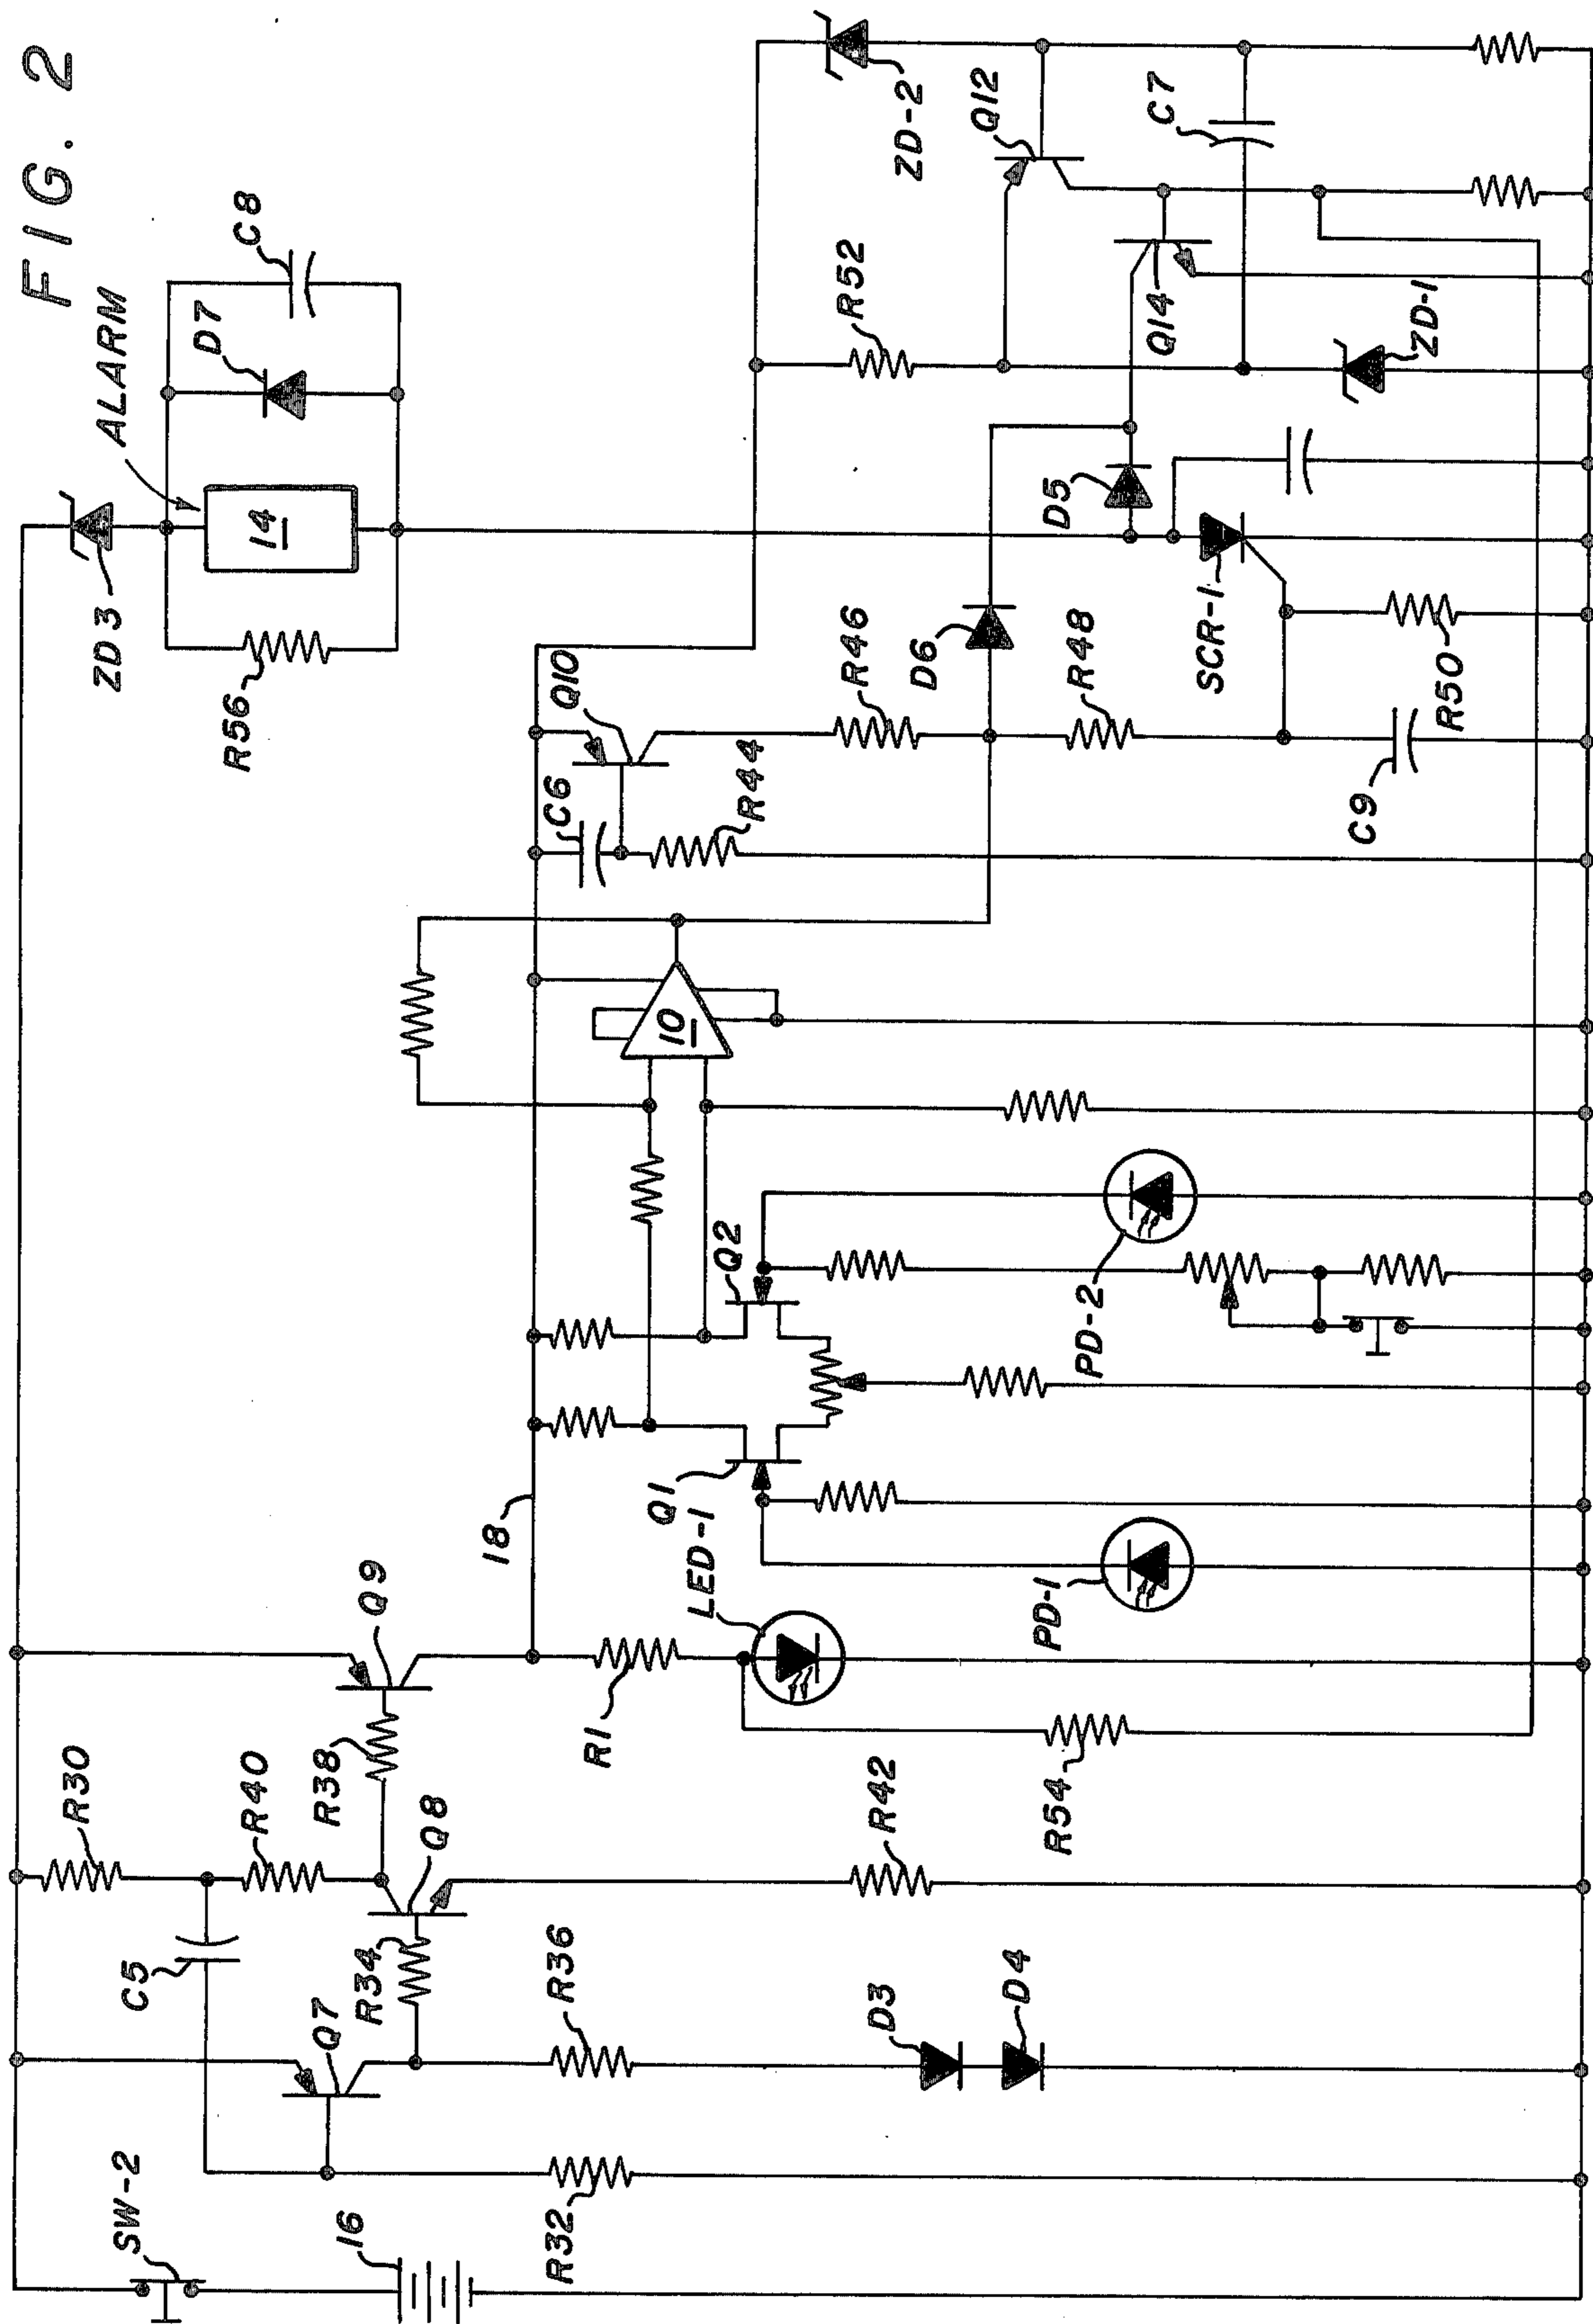 FIG. 2
SW-2
16
R32
Q7
C5
R34
R36
D3
D4
R30
R40
R38
Q8
R42
Q9
R1
R54
18
LED-1
PD-1
Q1
Q2
PD-2
10
C6
R44
Q10
R46
D6
R48
C9
R50
SCR-1
D5
ZD3
ALARM
14
R56
D7
C8
R52
Q14
ZD-1
Q12
C7
ZD-2